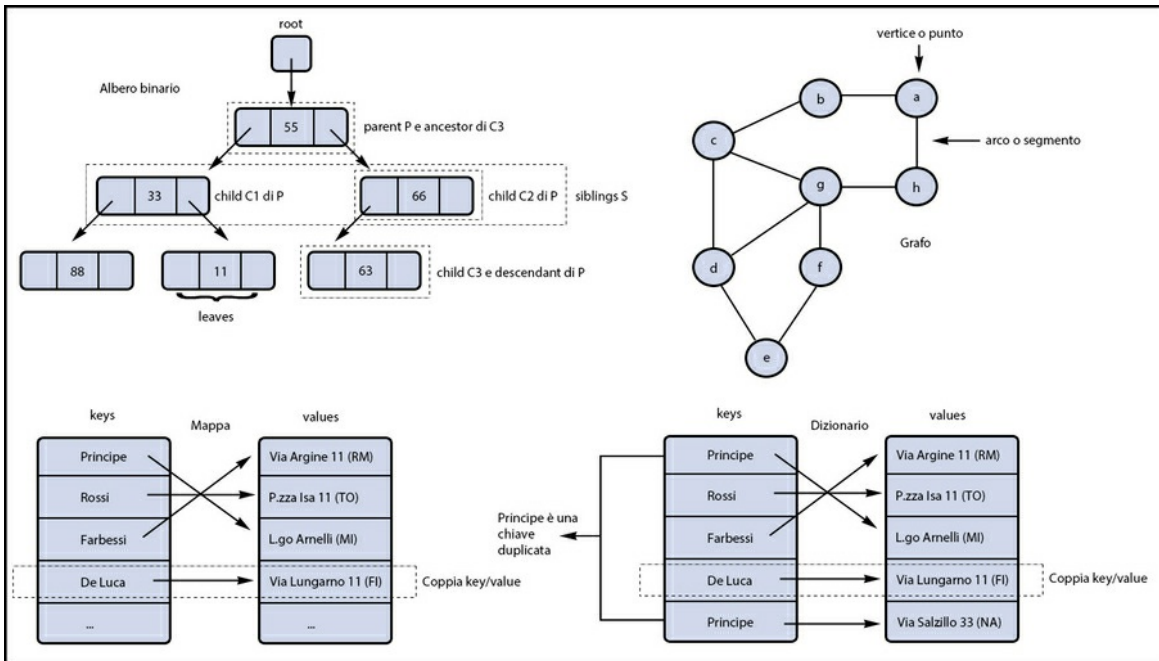 root
Albero binario
55
parent P e ancestor di C3
33
child C1 di P
66
child C2 di P
siblings S
88
11
63
child C3 e descendant di P
leaves
vertice o punto
b
a
c
arco o segmento
g
h
Grafo
d
f
e
keys
Mappa
values
Principe
Via Argine 11 (RM)
Rossi
P.zza Isa 11 (TO)
Farbessi
L.go Arnelli (MI)
De Luca
Via Lungarno 11 (FI)
Coppia key/value
...
...
keys
Dizionario
values
Principe
Via Argine 11 (RM)
Rossi
P.zza Isa 11 (TO)
Principe è una
chiave
duplicata
Farbessi
L.go Arnelli (MI)
De Luca
Via Lungarno 11 (FI)
Coppia key/value
Principe
Via Salzillo 33 (NA)